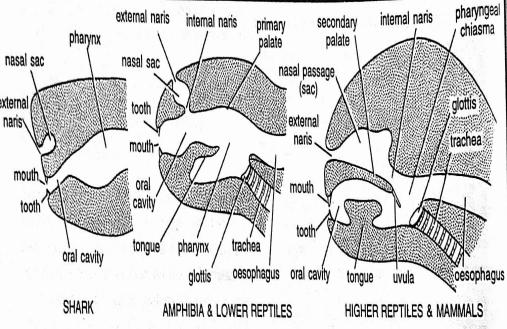 pharynx
nasal sac
external
naris
mouth
tooth
oral cavity
SHARK
external naris
internal naris
primary
palate
nasal sac
tooth
mouth
oral
cavity
tongue
pharynx
glottis
trachea
oesophagus
AMPHIBIA & LOWER REPTILES
secondary
palate
internal naris
pharyngeal
chiasma
nasal passage
(sac)
glottis
trachea
external
naris
mouth
tooth
oral cavity
tongue
uvula
oesophagus
HIGHER REPTILES & MAMMALS